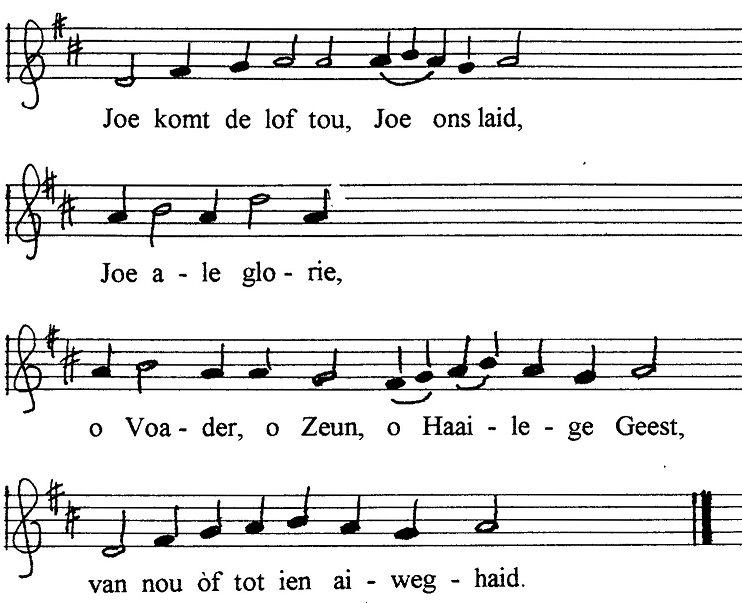 Joe komt de lof tou, Joe ons laid,
Joe a - le glo - rie,
o Voa - der, o Zeun, o Haai - le - ge Geest,
van nou òf tot ien ai - weg - haid.